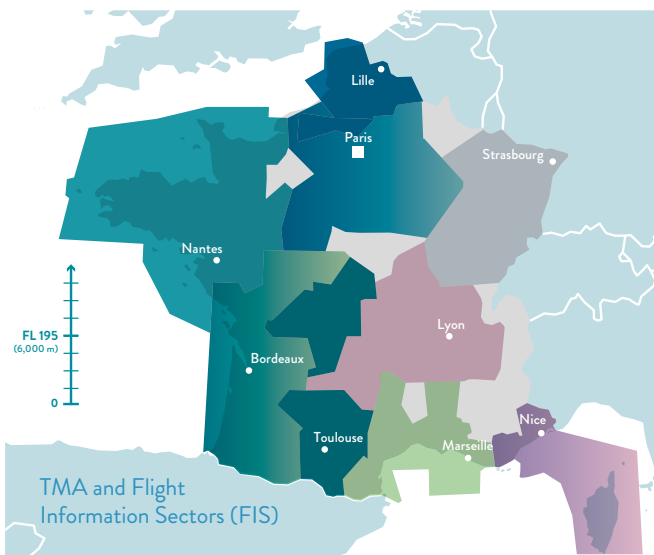 Lille
Paris
Strasbourg
Nantes
FL 195
(6,000 m)
Lyon
Bordeaux
0
Nice
Toulouse
Marseille
TMA and Flight
Information Sectors (FIS)